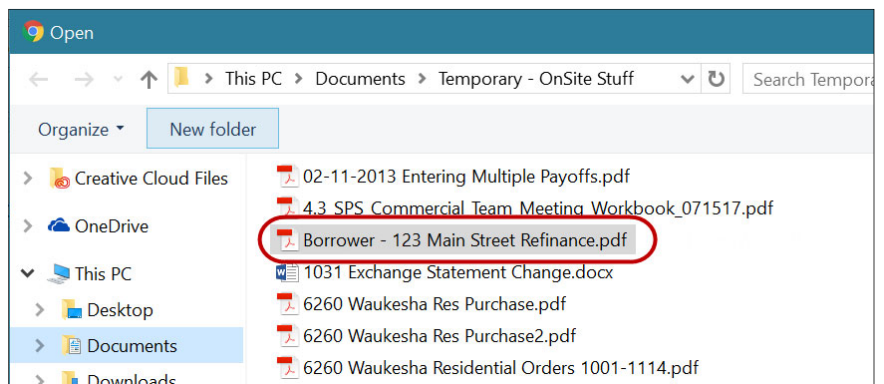 Open
This PC > Documents > Temporary - OnSite Stuff
Search Tempora
Organize
New folder
Creative Cloud Files
OneDrive
This PC
Desktop
Documents
Downloads
02-11-2013 Entering Multiple Payoffs.pdf
4.3_SPS_Commercial_Team_Meeting_Workbook_071517.pdf
Borrower - 123 Main Street Refinance.pdf
1031 Exchange Statement Change.docx
6260 Waukesha Res Purchase.pdf
6260 Waukesha Res Purchase2.pdf
6260 Waukesha Residential Orders 1001-1114.pdf